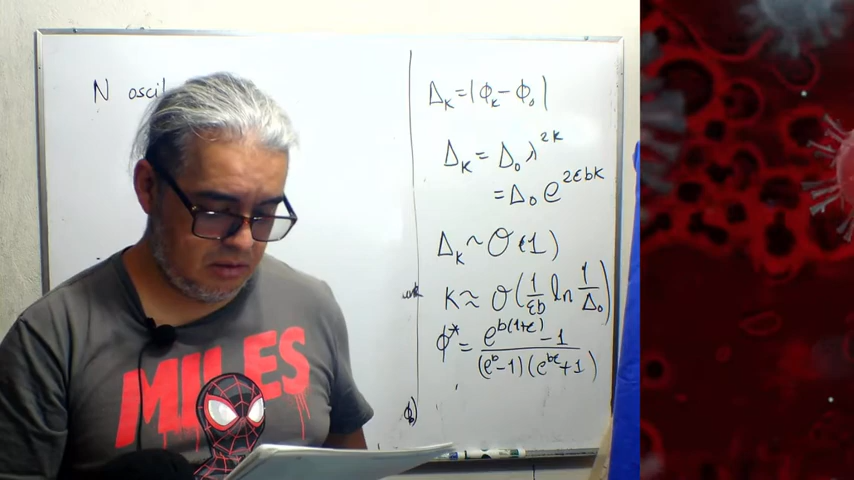 N oscil
Δ_K = |ϕ_K - ϕ_0|
Δ_K = Δ_0 λ^{2K}
= Δ_0 e^{2εbK}
Δ_K ~ O(1)
K ≈ O(1/εb ln 1/Δ_0)
ϕ* = (e^{b(1+ε)} - 1) / ((e^b - 1)(e^{bε} + 1))
MILES